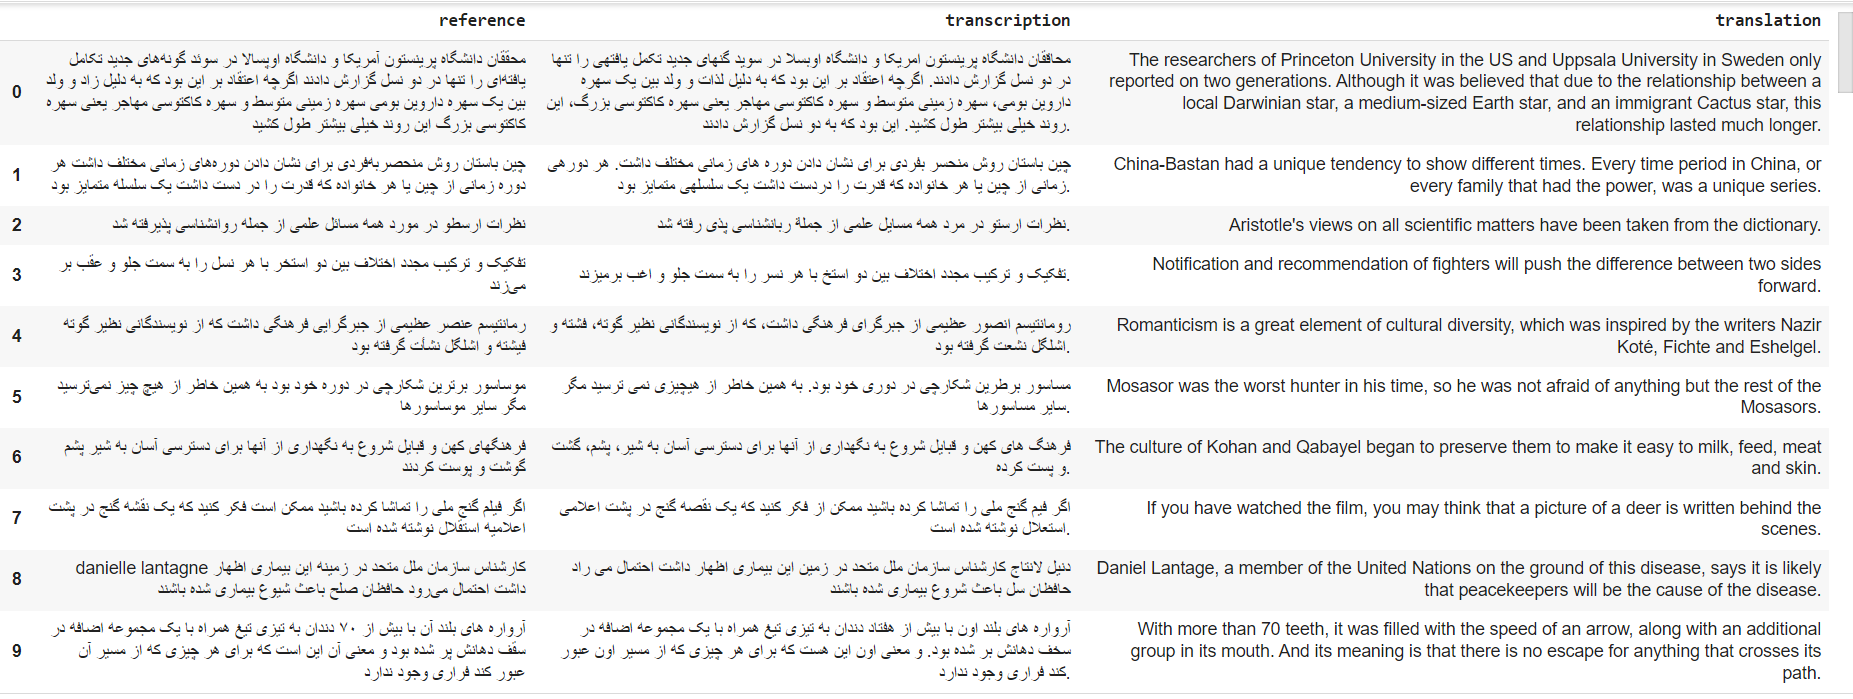 reference transcription translation
0
محققان دانشگاه پرینستون آمریکا و دانشگاه اوپسالا در سوئد گونه‌های جدید تکامل
یافته‌ای را تنها در دو نسل گزارش دادند اگرچه اعتقاد بر این بود که به دلیل زاد و ولد
بین یک سهره داروین بومی سهره زمینی متوسط و سهره کاکتوسی مهاجر یعنی سهره
کاکتوسی بزرگ این روند خیلی بیشتر طول کشید
محاققان دانشگاه پرینستون امریکا و دانشگاه اوبسلا در سوید گنهای جدید تکمل یافتهی را تنها
در دو نسل گزارش دادند. اگرچه اعتقاد بر این بود که به دلیل لذات و ولد بین یک سهره
داروین بومی، سهره زمینی متوسط و سهره کاکتوسی مهاجر یعنی سهره کاکتوسی بزرگ، این
روند خیلی بیشتر طول کشید. این بود که به دو نسل گزارش دادند.
The researchers of Princeton University in the US and Uppsala University in Sweden only
reported on two generations. Although it was believed that due to the relationship between a
local Darwinian star, a medium-sized Earth star, and an immigrant Cactus star, this
relationship lasted much longer.
1
چین باستان روش منحصربه‌فردی برای نشان دادن دوره‌های زمانی مختلف داشت هر
دوره زمانی از چین یا هر خانواده که قدرت را در دست داشت یک سلسله متمایز بود
چین باستان روش منحسر بفردی برای نشان دادن دوره های زمانی مختلف داشت. هر دورهی
زمانی از چین یا هر خانواده که قدرت را دردست داشت یک سلسلهی متمایز بود.
China-Bastan had a unique tendency to show different times. Every time period in China, or
every family that had the power, was a unique series.
2
نظرات ارسطو در مورد همه مسائل علمی از جمله روانشناسی پذیرفته شد
نظرات ارستو در مرد همه مسایل علمی از جملۀ ربانشناسی پذی رفته شد.
Aristotle's views on all scientific matters have been taken from the dictionary.
3
تفکیک و ترکیب مجدد اختلاف بین دو استخر با هر نسل را به سمت جلو و عقب بر
می‌زند
تفکیک و ترکیب مجدد اختلاف بین دو استخ با هر نسر را به سمت جلو و اغب برمیزند.
Notification and recommendation of fighters will push the difference between two sides
forward.
4
رمانتیسم عنصر عظیمی از جبرگرایی فرهنگی داشت که از نویسندگانی نظیر گوته
فیشته و اشلگل نشأت گرفته بود
رومانتیسم انصور عظیمی از جبرگرای فرهنگی داشت، که از نویسندگانی نظیر گوته، فشته و
اشلگل نشعت گرفته بود.
Romanticism is a great element of cultural diversity, which was inspired by the writers Nazir
Koté, Fichte and Eshelgel.
5
موساسور برترین شکارچی در دوره خود بود به همین خاطر از هیچ چیز نمی‌ترسید
مگر سایر موساسورها
مساسور برطرین شکارچی در دوری خود بود. به همین خاطر از هیچیزی نمی ترسید مگر
سایر مساسورها.
Mosasor was the worst hunter in his time, so he was not afraid of anything but the rest of the
Mosasors.
6
فرهنگهای کهن و قبایل شروع به نگهداری از آنها برای دسترسی آسان به شیر پشم
گوشت و پوست کردند
فرهنگ های کهن و قبایل شروع به نگهداری از آنها برای دسترسی آسان به شیر، پشم، گشت
و پست کرده.
The culture of Kohan and Qabayel began to preserve them to make it easy to milk, feed, meat
and skin.
7
اگر فیلم گنج ملی را تماشا کرده باشید ممکن است فکر کنید که یک نقشه گنج در پشت
اعلامیه استقلال نوشته شده است
اگر فیم گنج ملی را تماشا کرده باشید ممکن از فکر کنید که یک نقصه گنج در پشت اعلامی
استعلال نوشته شده است.
If you have watched the film, you may think that a picture of a deer is written behind the
scenes.
8
کارشناس سازمان ملل متحد در زمینه این بیماری اظهار danielle lantagne
داشت احتمال می‌رود حافظان صلح باعث شیوع بیماری شده باشند
دنیل لانتاج کارشناس سازمان ملل متحد در زمین این بیماری اظهار داشت احتمال می راد
حافظان سل باعث شروع بیماری شده باشند
Daniel Lantage, a member of the United Nations on the ground of this disease, says it is likely
that peacekeepers will be the cause of the disease.
9
آرواره های بلند آن با بیش از ۷۰ دندان به تیزی تیغ همراه با یک مجموعه اضافه در
سقف دهانش پر شده بود و معنی آن این است که برای هر چیزی که از مسیر آن
عبور کند فراری وجود ندارد
آرواره های بلند اون با بیش از هفتاد دندان به تیزی تیغ همراه با یک مجموعه اضافه در
سخف دهانش بر شده بود. و معنی اون این هست که برای هر چیزی که از مسیر اون عبور
کند فراری وجود ندارد.
With more than 70 teeth, it was filled with the speed of an arrow, along with an additional
group in its mouth. And its meaning is that there is no escape for anything that crosses its
path.